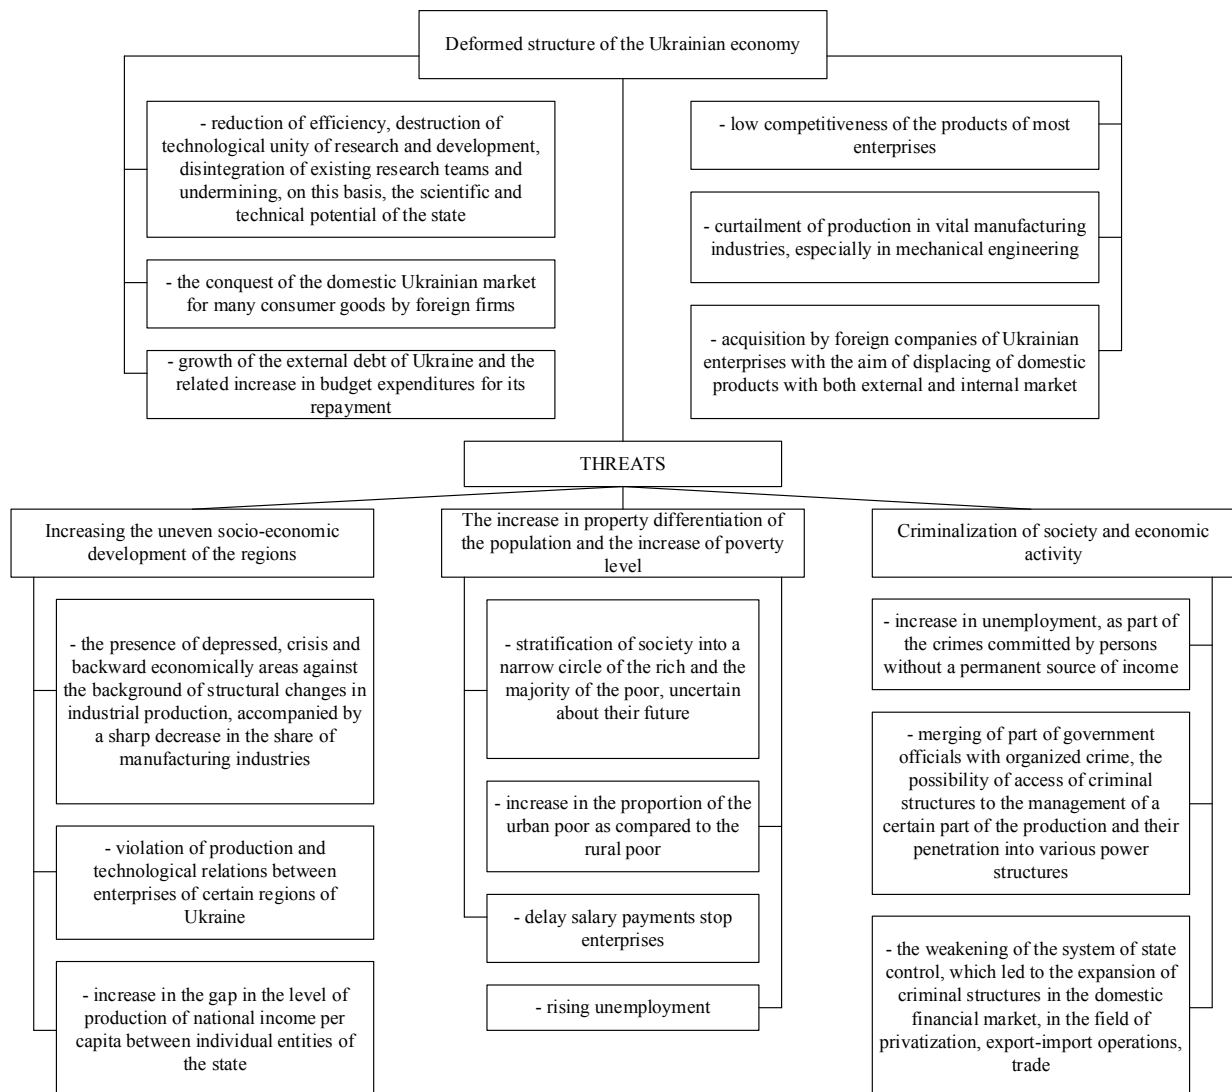 Deformed structure of the Ukrainian economy
- reduction of efficiency, destruction of
technological unity of research and development,
disintegration of existing research teams and
undermining, on this basis, the scientific and
technical potential of the state
- the conquest of the domestic Ukrainian market
for many consumer goods by foreign firms
- growth of the external debt of Ukraine and the
related increase in budget expenditures for its
repayment
- low competitiveness of the products of most
enterprises
- curtailment of production in vital manufacturing
industries, especially in mechanical engineering
- acquisition by foreign companies of Ukrainian
enterprises with the aim of displacing of domestic
products with both external and internal market
THREATS
Increasing the uneven socio-economic
development of the regions
- the presence of depressed, crisis and
backward economically areas against
the background of structural changes in
industrial production, accompanied by
a sharp decrease in the share of
manufacturing industries
- violation of production and
technological relations between
enterprises of certain regions of
Ukraine
- increase in the gap in the level of
production of national income per
capita between individual entities of
the state
The increase in property differentiation of
the population and the increase of poverty
level
- stratification of society into a
narrow circle of the rich and the
majority of the poor, uncertain
about their future
- increase in the proportion of the
urban poor as compared to the
rural poor
- delay salary payments stop
enterprises
- rising unemployment
Criminalization of society and economic
activity
- increase in unemployment, as part of
the crimes committed by persons
without a permanent source of income
- merging of part of government
officials with organized crime, the
possibility of access of criminal
structures to the management of a
certain part of the production and their
penetration into various power
structures
- the weakening of the system of state
control, which led to the expansion of
criminal structures in the domestic
financial market, in the field of
privatization, export-import operations,
trade